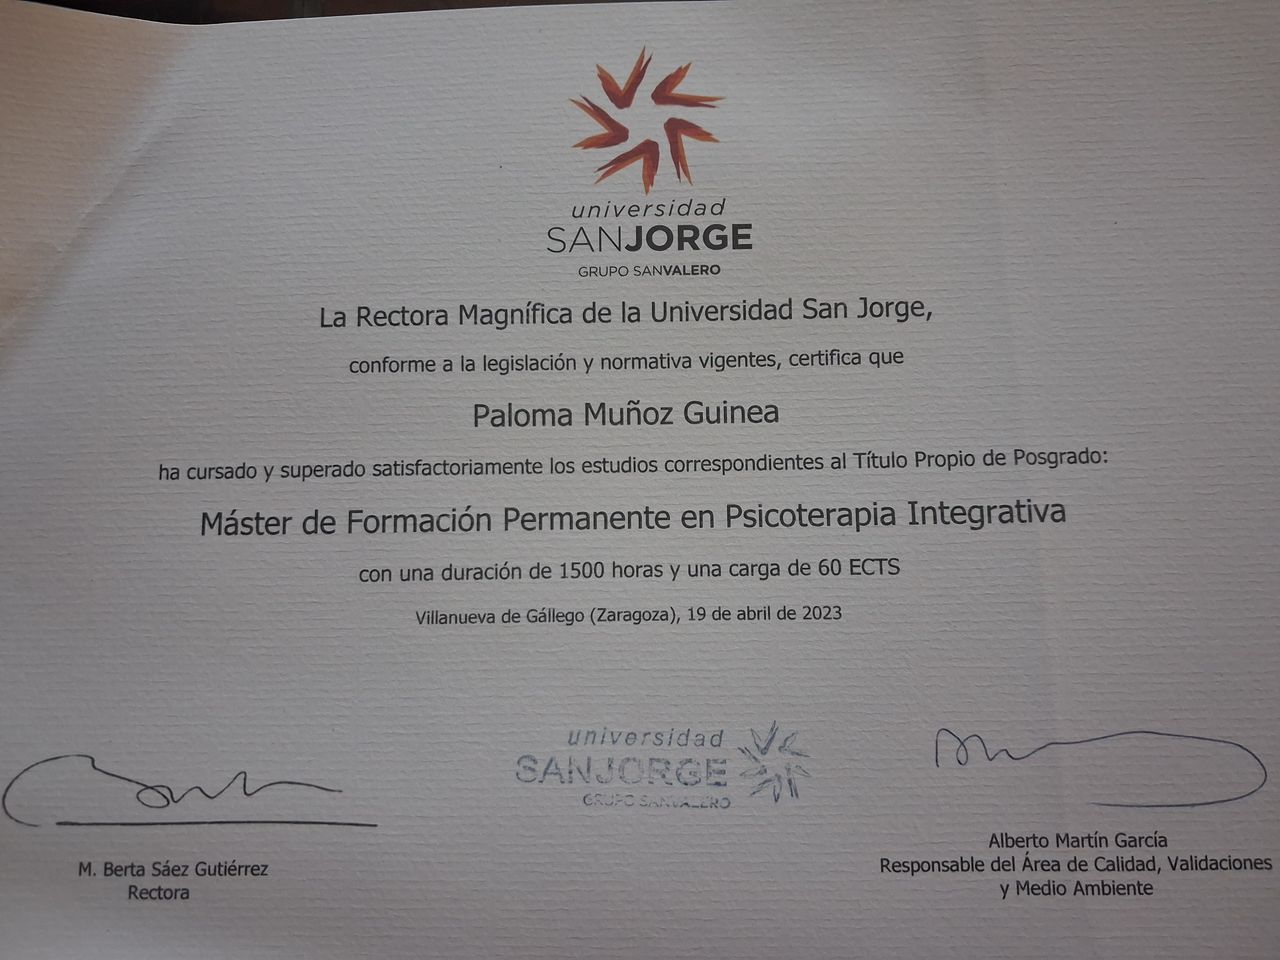 universidad
SANJORGE
GRUPO SANVALERO
La Rectora Magnífica de la Universidad San Jorge,
conforme a la legislación y normativa vigentes, certifica que
Paloma Muñoz Guinea
ha cursado y superado satisfactoriamente los estudios correspondientes al Título Propio de Posgrado:
Máster de Formación Permanente en Psicoterapia Integrativa
con una duración de 1500 horas y una carga de 60 ECTS
Villanueva de Gállego (Zaragoza), 19 de abril de 2023
universidad
SANJORGE
GRUPO SANVALERO
M. Berta Sáez Gutiérrez
Rectora
Alberto Martín García
Responsable del Área de Calidad, Validaciones
y Medio Ambiente